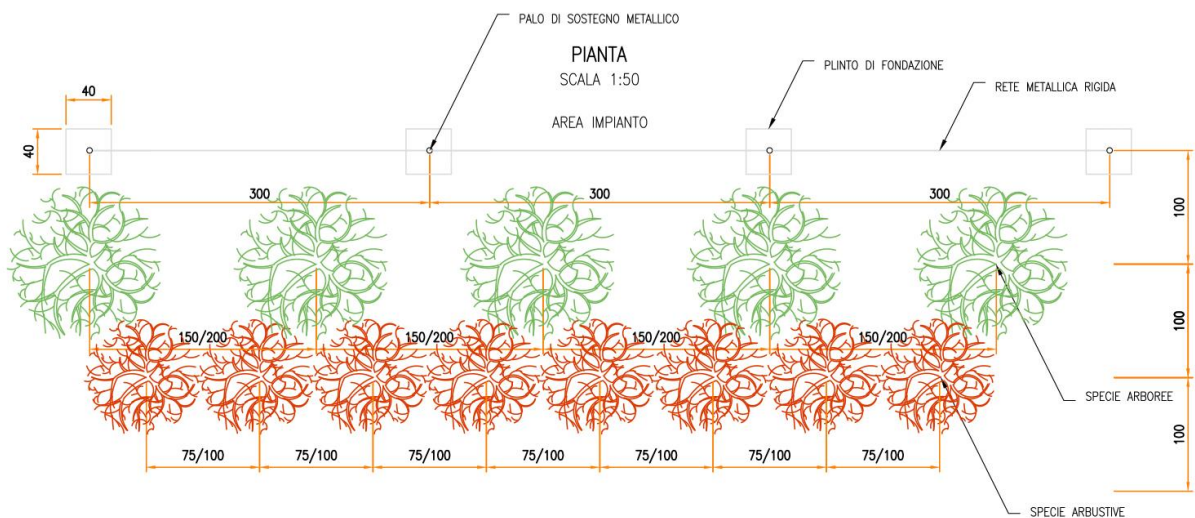 PALO DI SOSTEGNO METALLICO
PIANTA
SCALA 1:50
PLINTO DI FONDAZIONE
RETE METALLICA RIGIDA
40
AREA IMPIANTO
40
300
300
300
100
150/200
150/200
150/200
150/200
100
SPECIE ARBOREE
75/100
75/100
75/100
75/100
75/100
75/100
75/100
100
SPECIE ARBUSTIVE